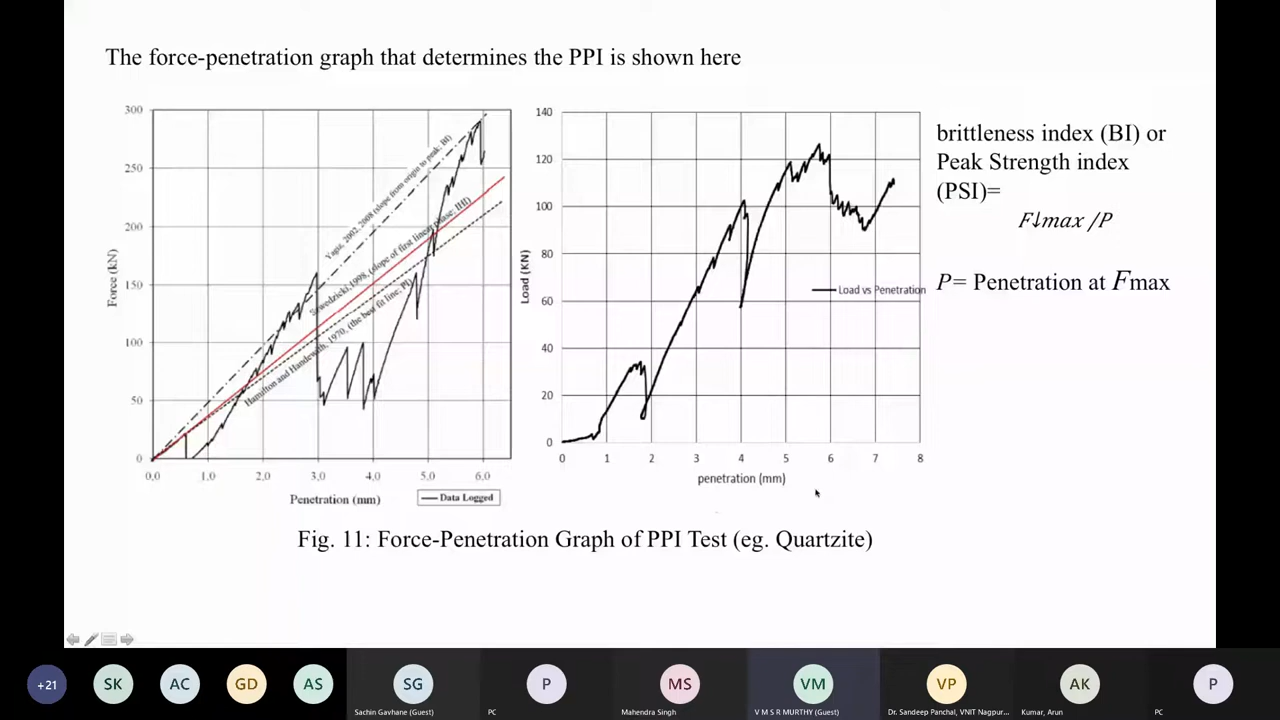 The force-penetration graph that determines the PPI is shown here
300
250
200
150
100
50
0
Force (kN)
0,0
1,0
2,0
3,0
4,0
5,0
6,0
Penetration (mm)
Data Logged
Yagiz, 2002, 2008 (slope from origin to peak; BI)
Szwedzicki, 1998, (slope of first linear phase; IHI)
Hamilton and Handewith, 1970, (the best fit line; PI)
140
120
100
80
60
40
20
0
Load (KN)
0
1
2
3
4
5
6
7
8
penetration (mm)
Load vs Penetration
brittleness index (BI) or
Peak Strength index
(PSI)=
F↓max /P
P= Penetration at Fmax
Fig. 11: Force-Penetration Graph of PPI Test (eg. Quartzite)
+21
SK
AC
GD
AS
SG
P
MS
VM
VP
AK
P
Sachin Gavhane (Guest)
PC
Mahendra Singh
V M S R MURTHY (Guest)
Dr. Sandeep Panchal, VNIT Nagpur...
Kumar, Arun
PC